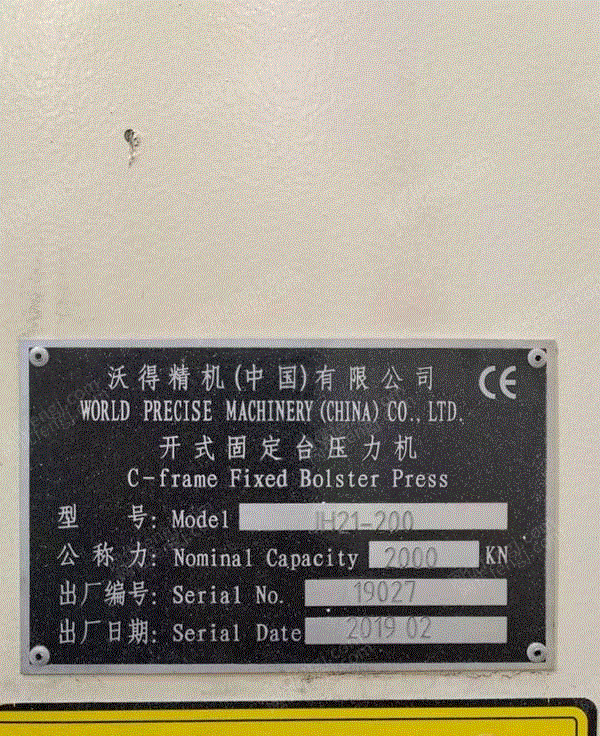 沃得精机(中国)有限公司 CE
WORLD PRECISE MACHINERY(CHINA)CO.,LTD.
开式固定台压力机
C-frame Fixed Bolster Press
型 号: Model JH21-200
公称力: Nominal Capacity 2000 KN
出厂编号: Serial No. 19027
出厂日期: Serial Date 2019 02